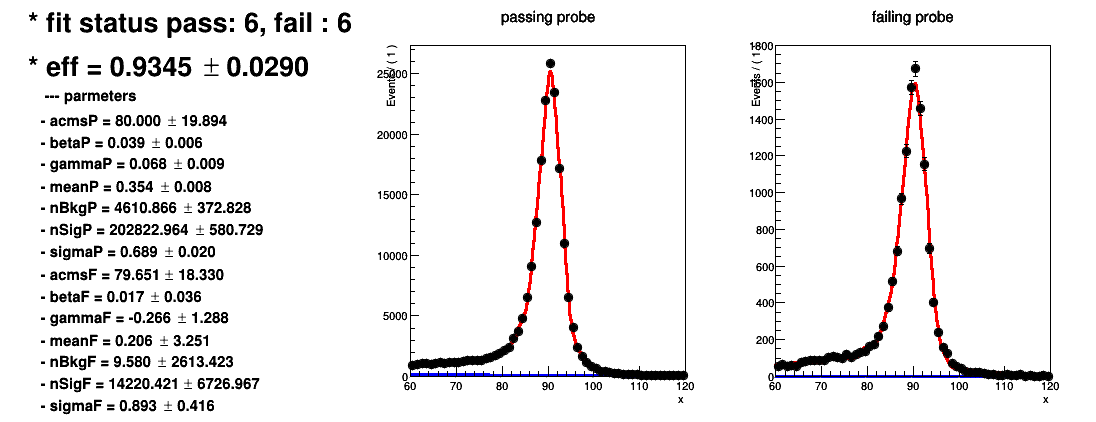 * fit status pass: 6, fail : 6
* eff = 0.9345 ± 0.0290
--- parmeters
- acmsP = 80.000 ± 19.894
- betaP = 0.039 ± 0.006
- gammaP = 0.068 ± 0.009
- meanP = 0.354 ± 0.008
- nBkgP = 4610.866 ± 372.828
- nSigP = 202822.964 ± 580.729
- sigmaP = 0.689 ± 0.020
- acmsF = 79.651 ± 18.330
- betaF = 0.017 ± 0.036
- gammaF = -0.266 ± 1.288
- meanF = 0.206 ± 3.251
- nBkgF = 9.580 ± 2613.423
- nSigF = 14220.421 ± 6726.967
- sigmaF = 0.893 ± 0.416
passing probe
Events / ( 1 )
25000
20000
15000
10000
5000
0
60 70 80 90 100 110 120
x
failing probe
Events / ( 1 )
1800
1600
1400
1200
1000
800
600
400
200
0
60 70 80 90 100 110 120
x